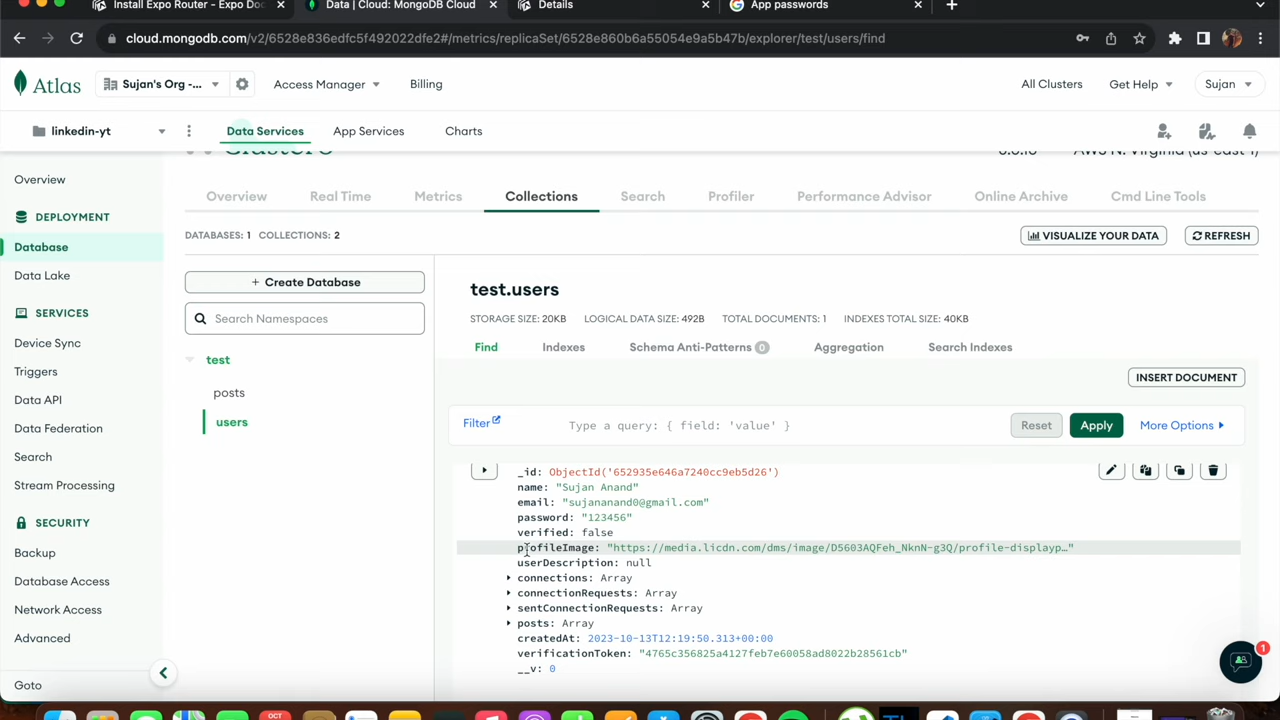 Install Expo Router - Expo Do
Data | Cloud: MongoDB Cloud
Details
App passwords
cloud.mongodb.com/v2/6528e836edfc5f492022dfe2#/metrics/replicaSet/6528e860b6a55054e9a5b47b/explorer/test/users/find
Atlas
Sujan's Org -...
Access Manager
Billing
All Clusters
Get Help
Sujan
linkedin-yt
Data Services
App Services
Charts
Overview
DEPLOYMENT
Database
Data Lake
SERVICES
Device Sync
Triggers
Data API
Data Federation
Search
Stream Processing
SECURITY
Backup
Database Access
Network Access
Advanced
Goto
Overview
Real Time
Metrics
Collections
Search
Profiler
Performance Advisor
Online Archive
Cmd Line Tools
DATABASES: 1 COLLECTIONS: 2
VISUALIZE YOUR DATA
REFRESH
+ Create Database
Search Namespaces
test
posts
users
test.users
STORAGE SIZE: 20KB
LOGICAL DATA SIZE: 492B
TOTAL DOCUMENTS: 1
INDEXES TOTAL SIZE: 40KB
Find
Indexes
Schema Anti-Patterns 0
Aggregation
Search Indexes
INSERT DOCUMENT
Filter
Type a query: { field: 'value' }
Reset
Apply
More Options
_id: ObjectId('652935e646a7240cc9eb5d26')
name: "Sujan Anand"
email: "sujananand0@gmail.com"
password: "123456"
verified: false
profileImage: "https://media.licdn.com/dms/image/D5603AQFeh_NknN-g3Q/profile-displayp…"
userDescription: null
connections: Array
connectionRequests: Array
sentConnectionRequests: Array
posts: Array
createdAt: 2023-10-13T12:19:50.313+00:00
verificationToken: "4765c356825a4127feb7e60058ad8022b28561cb"
__v: 0
1
OCT